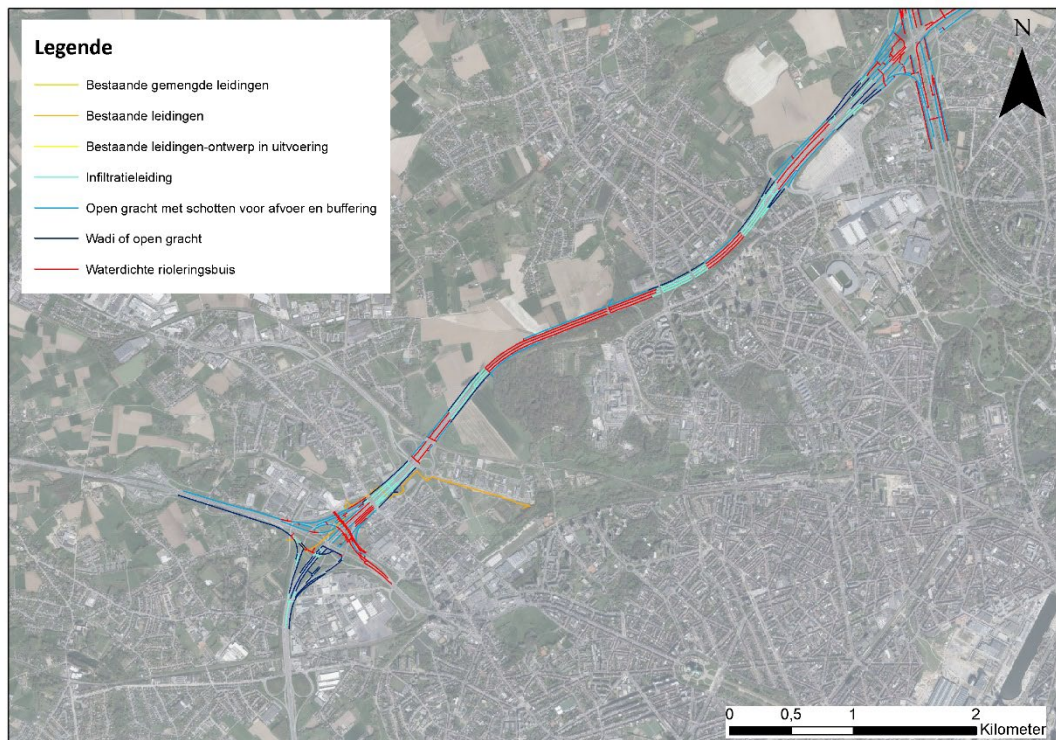 Legende
Bestaande gemengde leidingen
Bestaande leidingen
Bestaande leidingen-ontwerp in uitvoering
Infiltratieleiding
Open gracht met schotten voor afvoer en buffering
Wadi of open gracht
Waterdichte rioleringsbuis
N
0 0,5 1 2
Kilometer